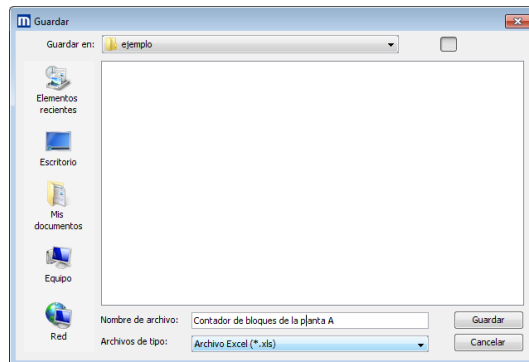 Guardar
Guardar en: ejemplo
Elementos
recientes
Escritorio
Mis
documentos
Equipo
Red
Nombre de archivo: Contador de bloques de la planta A Guardar
Archivos de tipo: Archivo Excel (*.xls) Cancelar